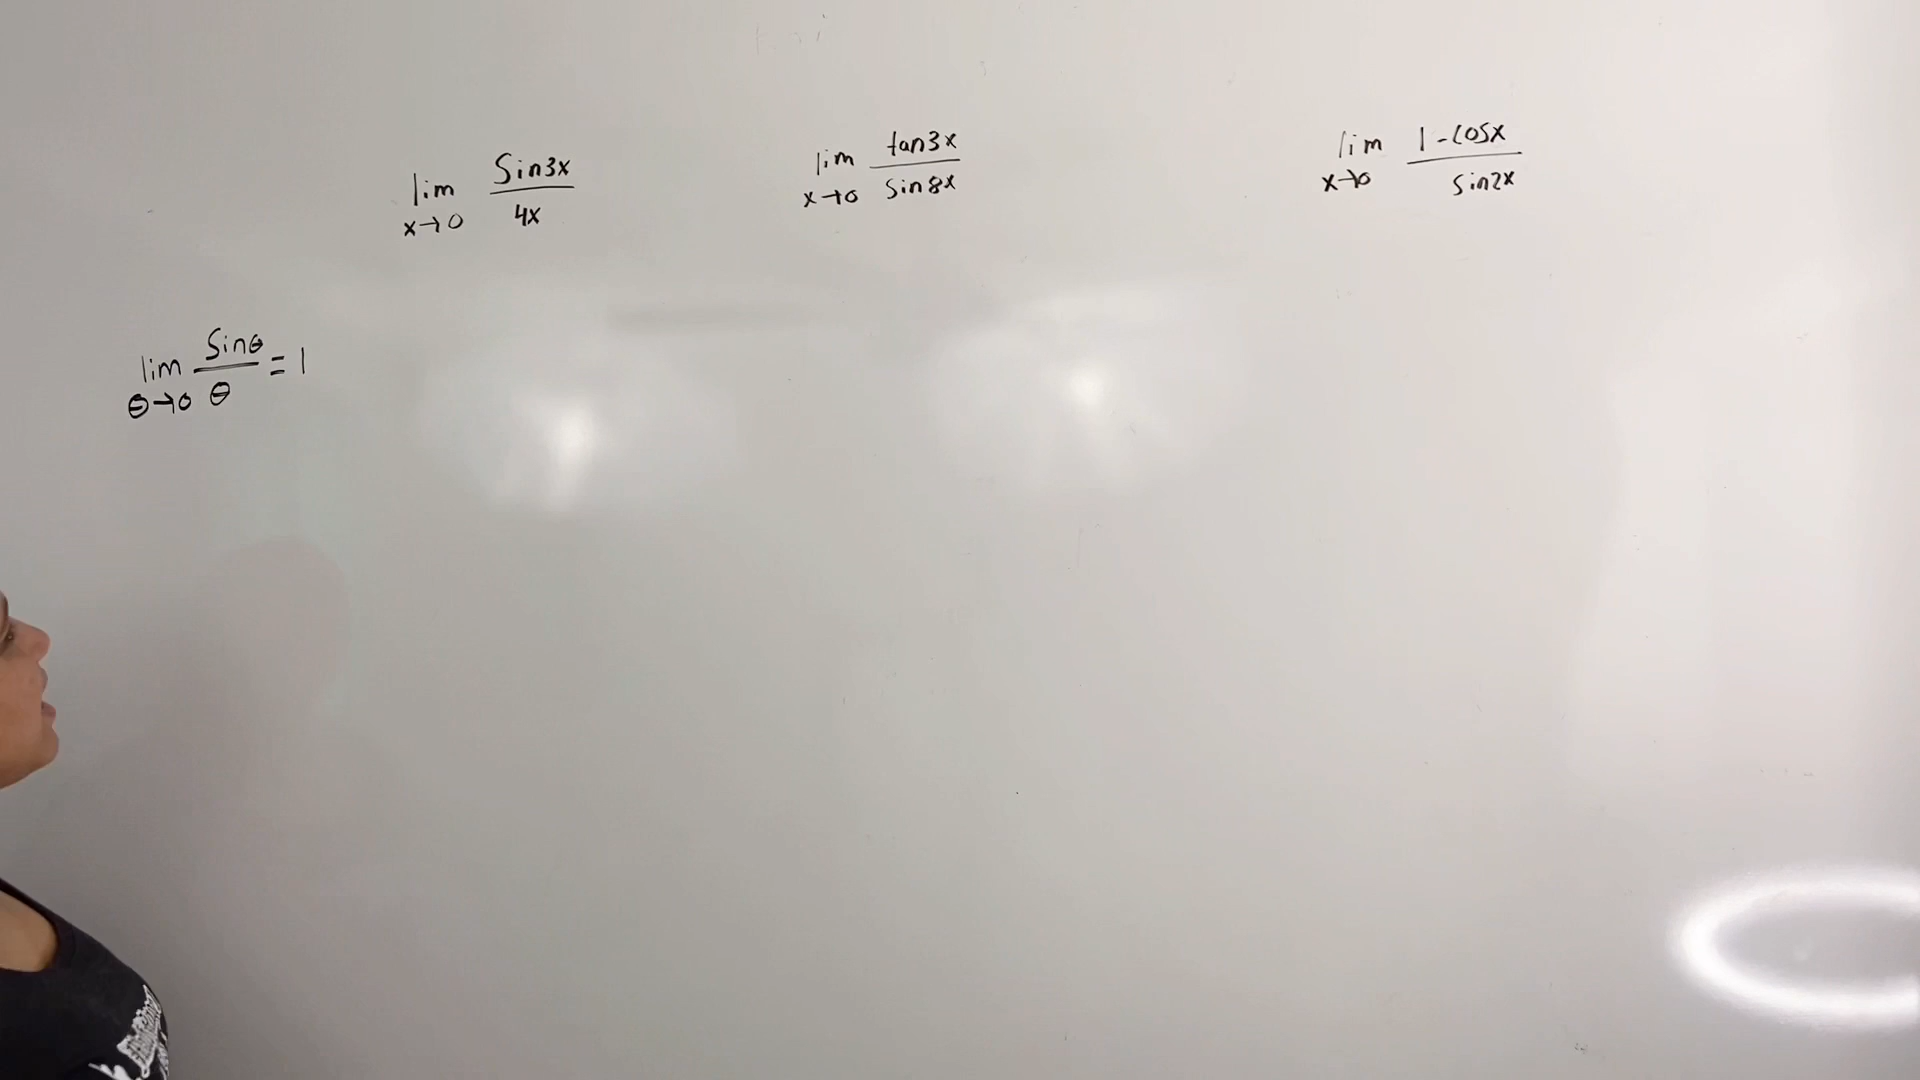 lim sin3x / 4x
x→0
lim tan3x / sin8x
x→0
lim 1-cosx / sin2x
x→0
lim sinθ / θ = 1
θ→0